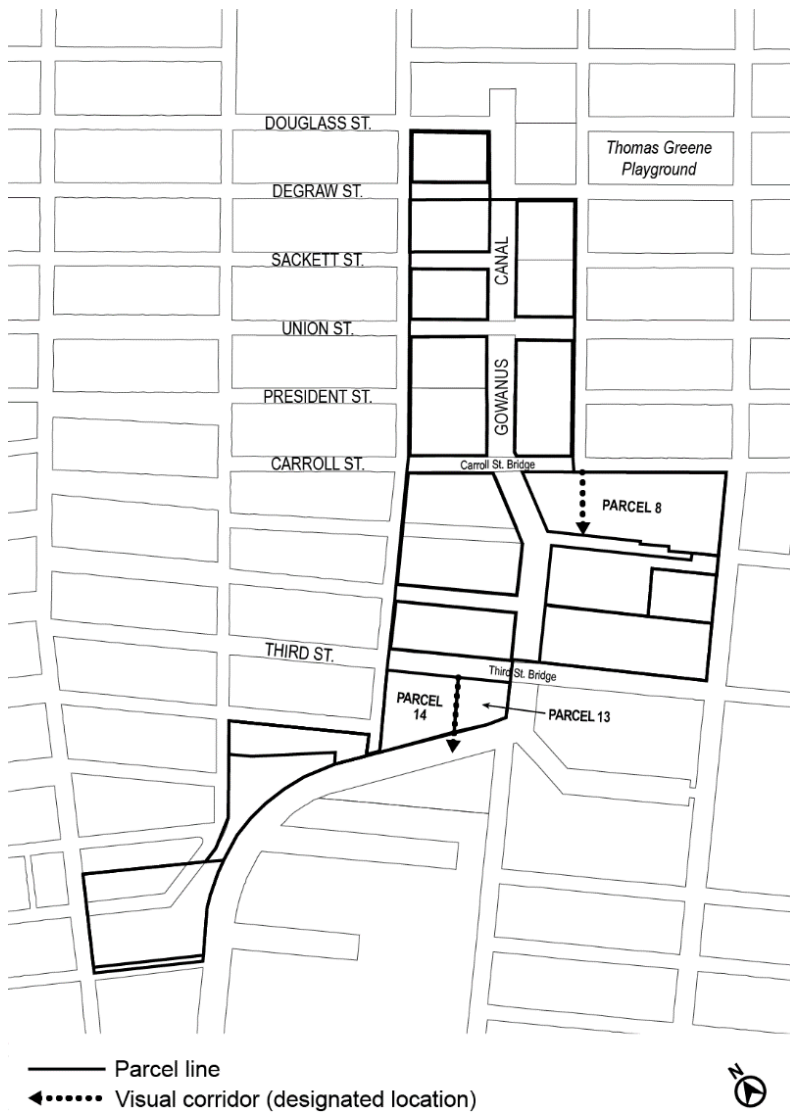 DOUGLASS ST.
Thomas Greene
Playground
DEGRAW ST.
SACKETT ST.
CANAL
UNION ST.
GOWANUS
PRESIDENT ST.
CARROLL ST.
Carroll St. Bridge
PARCEL 8
THIRD ST.
Third St. Bridge
PARCEL
14
PARCEL 13
Parcel line
Visual corridor (designated location)
N